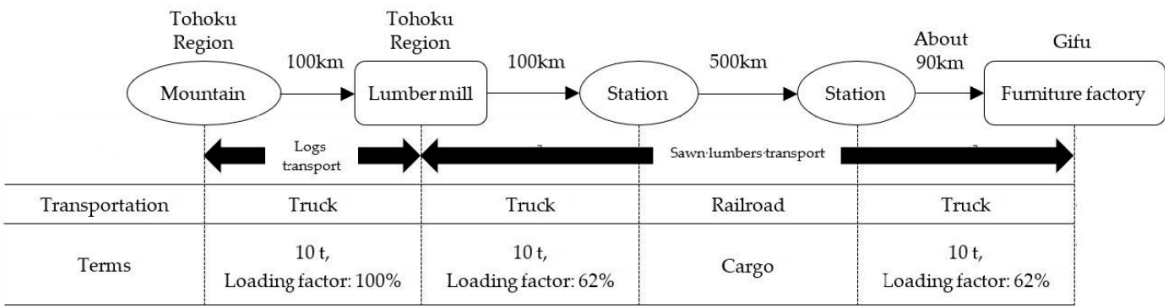 Tohoku
Region
Tohoku
Region
100km
100km
500km
About
90km
Gifu
Mountain
Lumber mill
Station
Station
Furniture factory
Logs
transport
Sawn·lumbers·transport
Transportation
Truck
Truck
Railroad
Truck
Terms
10 t,
Loading factor: 100%
10 t,
Loading factor: 62%
Cargo
10 t,
Loading factor: 62%